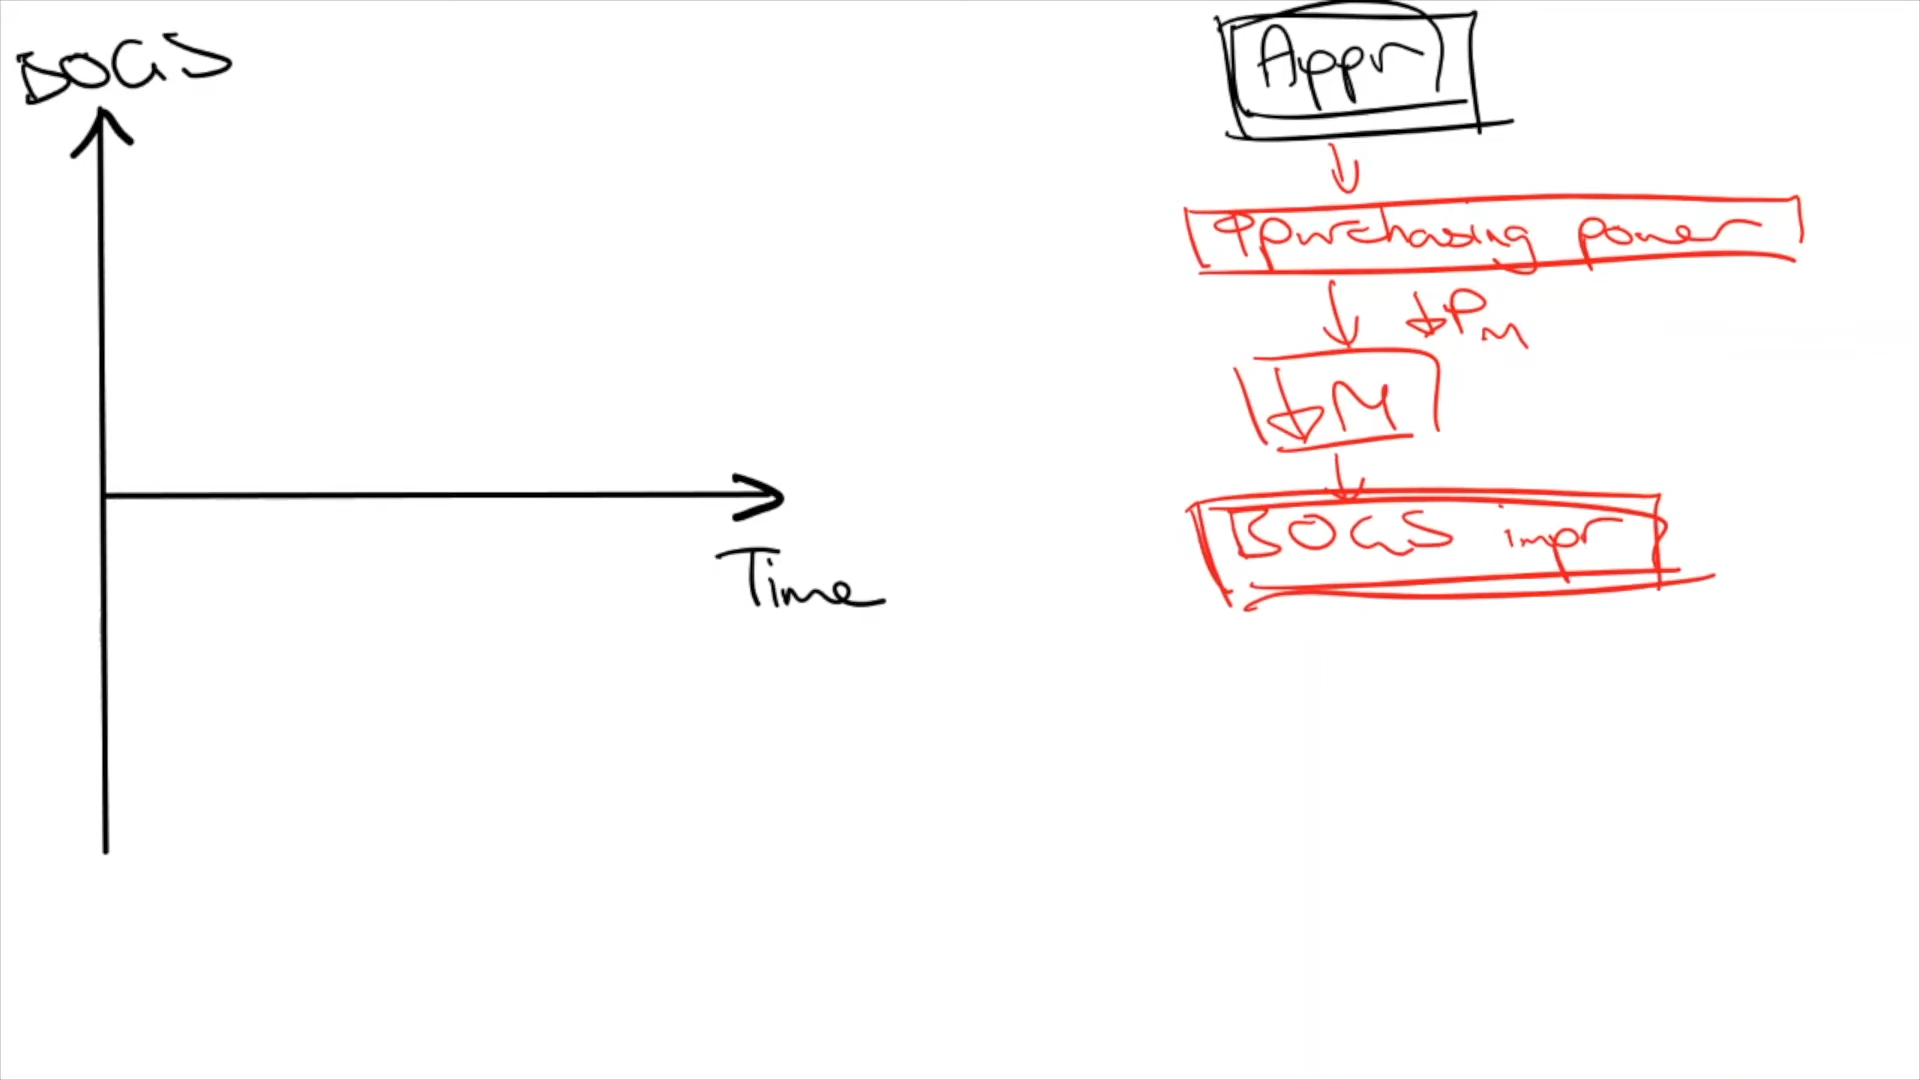 BOGS
Time
Appr
↑purchasing power
↓PM
↓M
BOGS impr